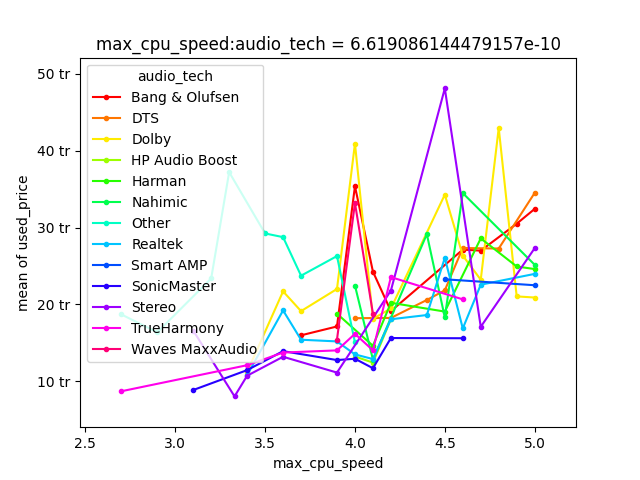 max_cpu_speed:audio_tech = 6.619086144479157e-10
50 tr
40 tr
30 tr
20 tr
10 tr
mean of used_price
audio_tech
Bang & Olufsen
DTS
Dolby
HP Audio Boost
Harman
Nahimic
Other
Realtek
Smart AMP
SonicMaster
Stereo
TrueHarmony
Waves MaxxAudio
2.5 3.0 3.5 4.0 4.5 5.0
max_cpu_speed